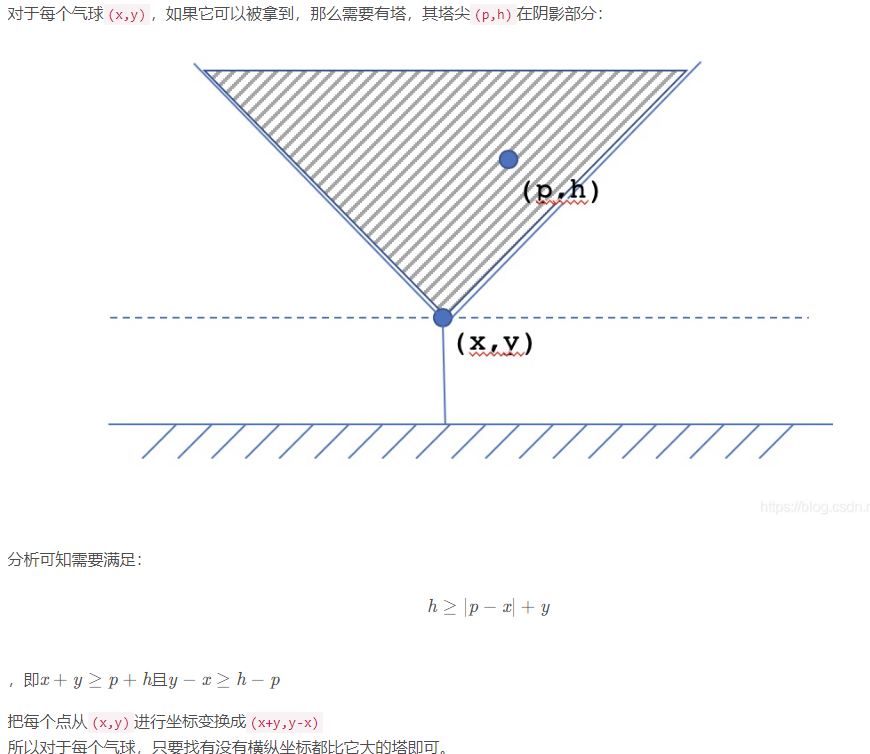 对于每个气球(x,y)，如果它可以被拿到，那么需要有塔，其塔尖(p,h)在阴影部分：
(p,h)
(x,y)
https://blog.csdn.n
分析可知需要满足：
h ≥ |p − x| + y
，即x + y ≥ p + h且y − x ≥ h − p
把每个点从(x,y)进行坐标变换成(x+y,y-x)
所以对于每个气球，只要找有没有横纵坐标都比它大的塔即可。